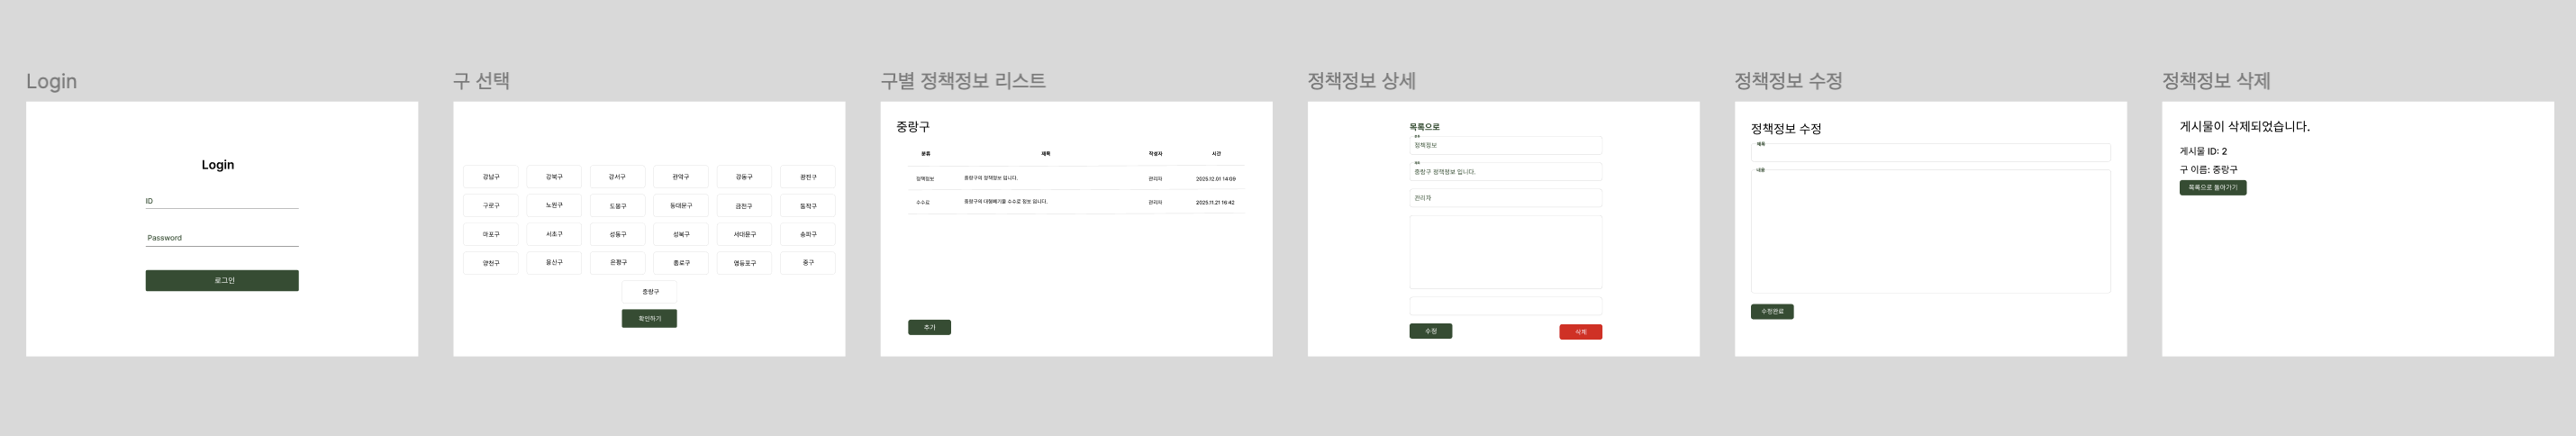 Login
Login
ID
Password
로그인
구 선택
강남구 강북구 강서구 관악구 강동구 광진구
구로구 노원구 도봉구 동대문구 금천구 동작구
마포구 서초구 성동구 성북구 서대문구 송파구
양천구 용산구 은평구 종로구 영등포구 중구
중랑구
확인하기
구별 정책정보 리스트
중랑구
분류 제목 작성자 시간
정책정보 중랑구의 정책정보 입니다. 관리자 2025.12.01 14:09
수수료 중랑구의 대형폐기물 수수료 정보 입니다. 관리자 2025.11.21 16:42
추가
정책정보 상세
목록으로
정책정보
중랑구 정책정보 입니다.
관리자
수정 삭제
정책정보 수정
정책정보 수정
제목
내용
수정완료
정책정보 삭제
게시물이 삭제되었습니다.
게시물 ID: 2
구 이름: 중랑구
목록으로 돌아가기